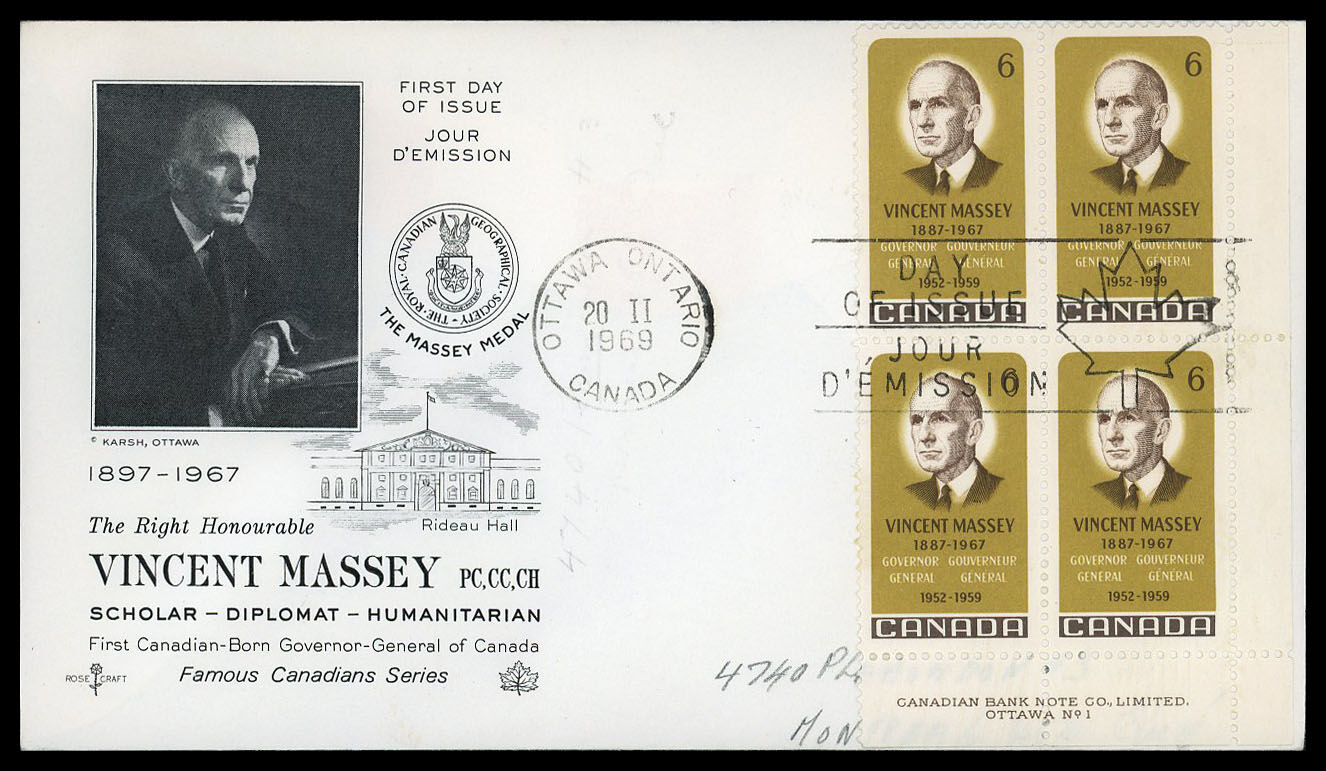 FIRST DAY
OF ISSUE
JOUR
D'EMISSION
THE · ROYAL · CANADIAN GEOGRAPHICAL · SOCIETY ·
THE MASSEY MEDAL
© KARSH, OTTAWA
1897-1967
Rideau Hall
The Right Honourable
VINCENT MASSEY PC, CC, CH
SCHOLAR – DIPLOMAT – HUMANITARIAN
First Canadian-Born Governor-General of Canada
ROSE CRAFT
Famous Canadians Series
OTTAWA ONTARIO
20 II
1969
CANADA
DAY
OF ISSUE
JOUR
D'ÉMISSION
6
VINCENT MASSEY
1887-1967
GOVERNOR GOUVERNEUR
GENERAL GÉNÉRAL
1952-1959
CANADA
6
VINCENT MASSEY
1887-1967
GOVERNOR GOUVERNEUR
GENERAL GÉNÉRAL
1952-1959
CANADA
6
VINCENT MASSEY
1887-1967
GOVERNOR GOUVERNEUR
GENERAL GÉNÉRAL
1952-1959
CANADA
6
VINCENT MASSEY
1887-1967
GOVERNOR GOUVERNEUR
GENERAL GÉNÉRAL
1952-1959
CANADA
CANADIAN BANK NOTE CO., LIMITED.
OTTAWA Nº 1
4740
MON